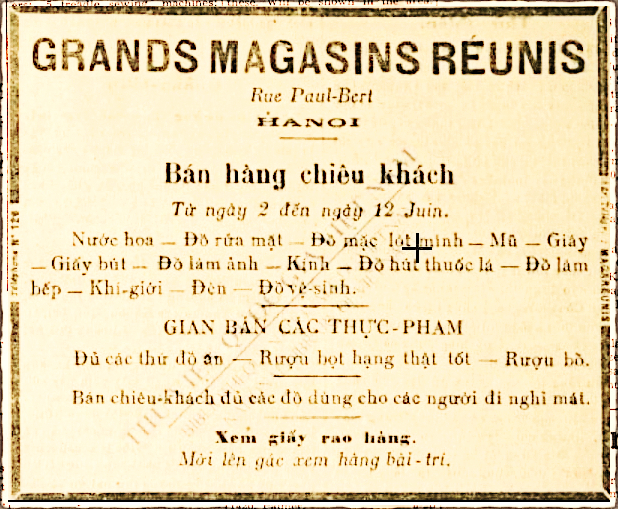 GRANDS MAGASINS RÉUNIS
Rue Paul-Bert
HANOI
Bán hàng chiêu khách
Từ ngày 2 đến ngày 12 Juin.
Nước hoa — Đồ rửa mặt — Đồ mặc lót mình — Mũ — Giầy
— Giấy bút — Đồ làm ảnh — Kính — Đồ hút thuốc lá — Đồ làm
bếp — Khí-giới — Đèn — Đồ vệ-sinh.
GIAN BÁN CÁC THỰC-PHẨM
Đủ các thứ đồ ăn — Rượu bọt hạng thật tốt — Rượu bồ.
Bán chiêu-khách đủ các đồ dùng cho các người đi nghỉ mát.
Xem giấy rao hàng.
Mời lên gác xem hàng bài-trí.